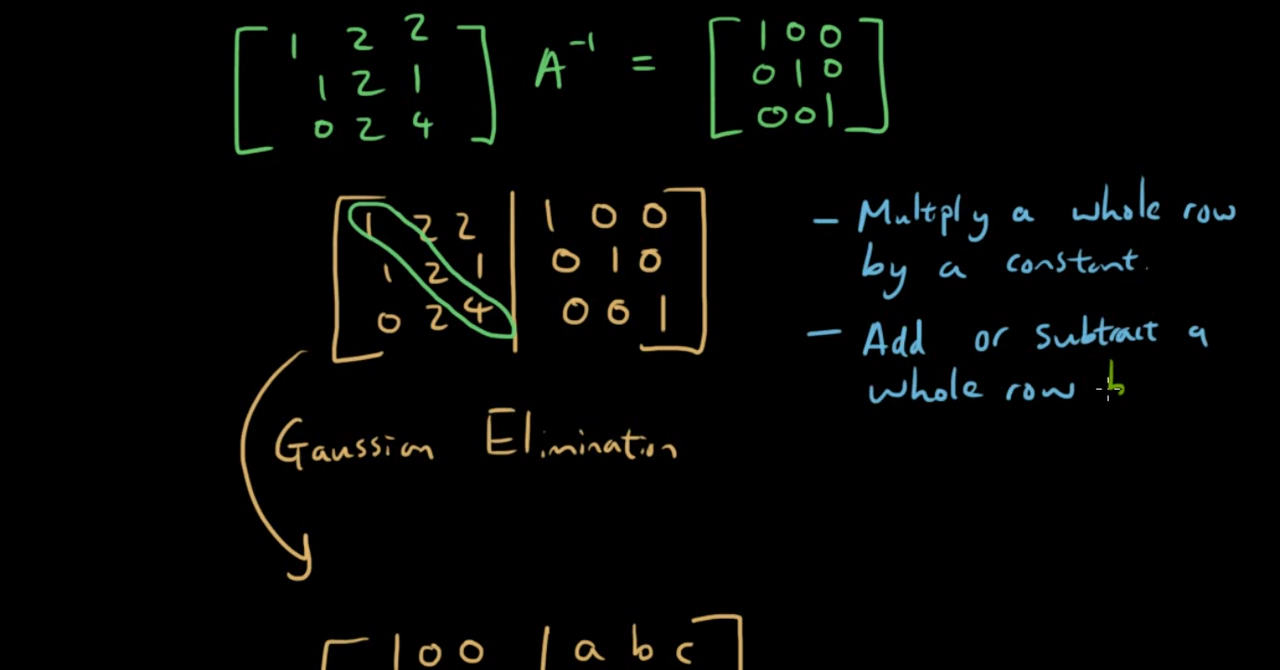 1 2 2 A⁻¹ = 1 0 0
1 2 1 0 1 0
0 2 4 0 0 1
1 2 2 | 1 0 0
1 2 1 | 0 1 0
0 2 4 | 0 0 1
- Multply a whole row
by a constant.
- Add or subtract a
whole row b
Gaussian Elimination
1 0 0 | a b c